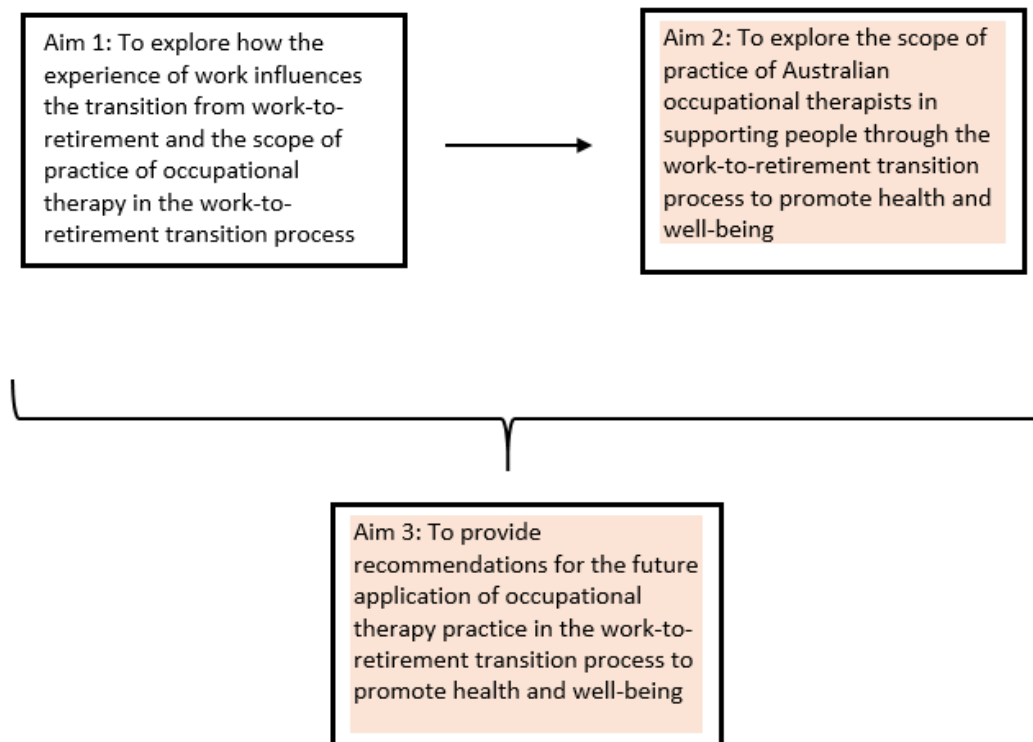 Aim 1: To explore how the
experience of work influences
the transition from work-to-
retirement and the scope of
practice of occupational
therapy in the work-to-
retirement transition process
Aim 2: To explore the scope of
practice of Australian
occupational therapists in
supporting people through the
work-to-retirement transition
process to promote health and
well-being
Aim 3: To provide
recommendations for the future
application of occupational
therapy practice in the work-to-
retirement transition process to
promote health and well-being